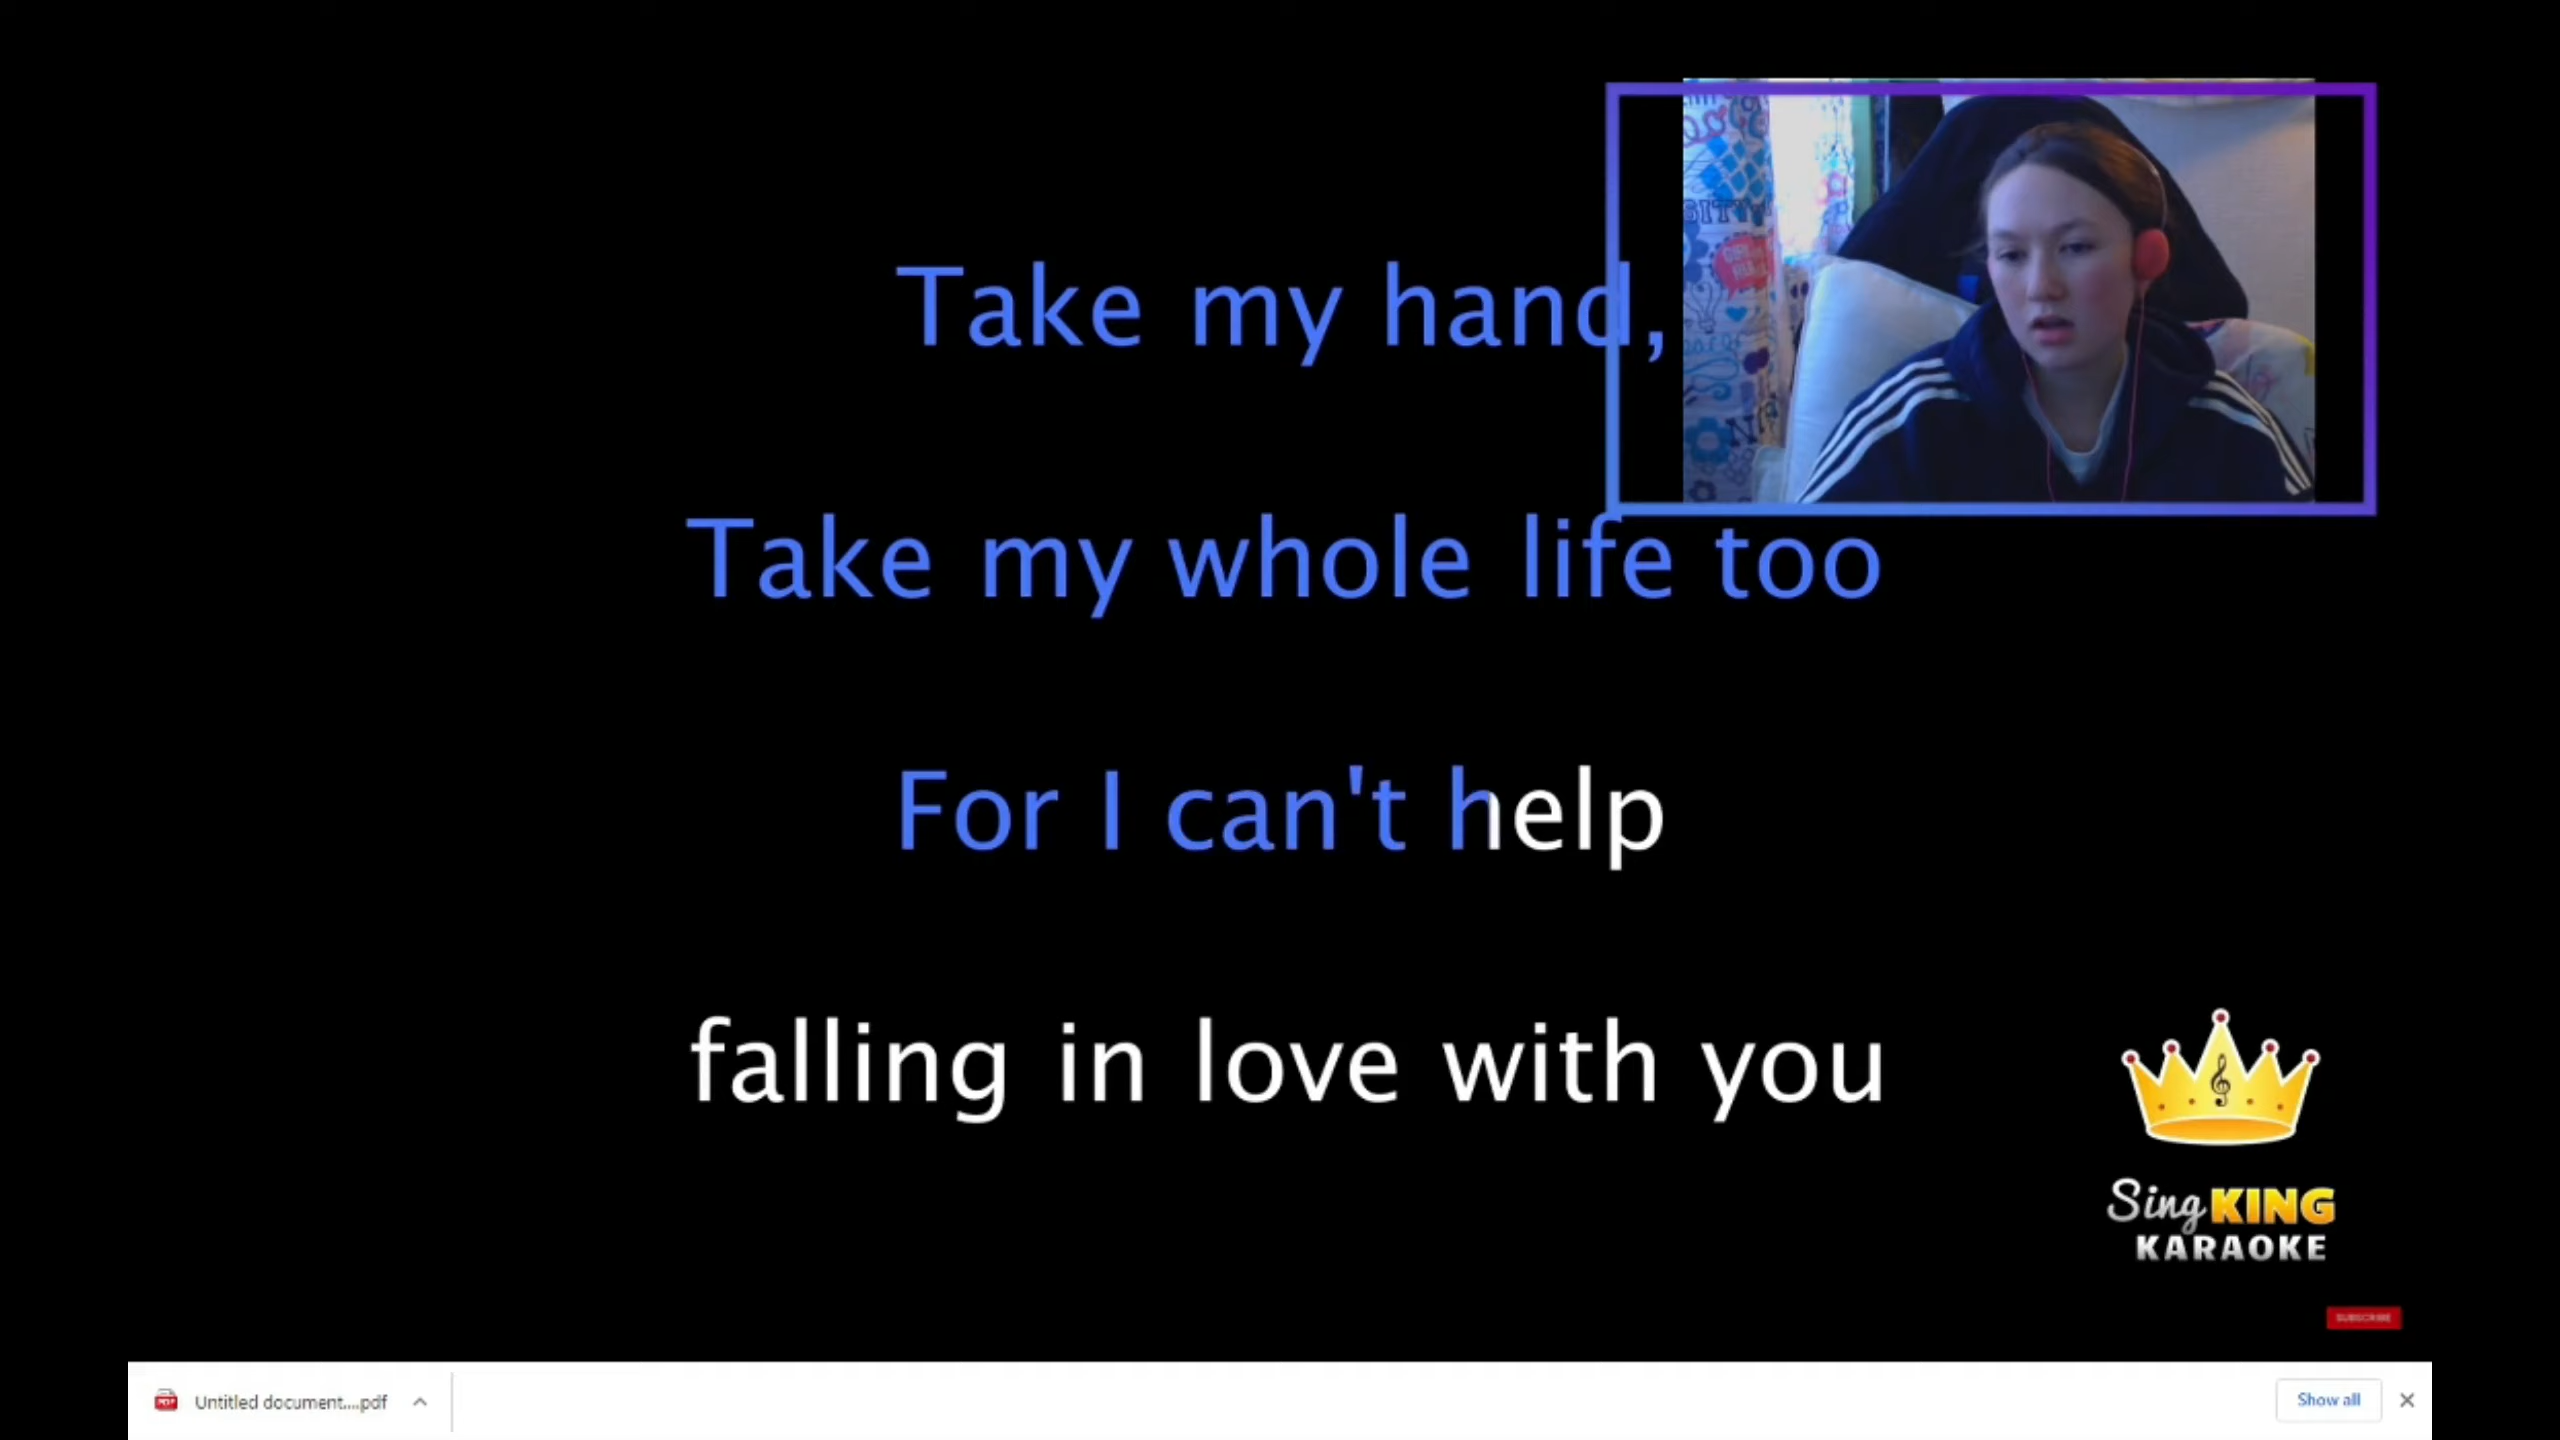 Take my hand,
Take my whole life too
For I can't help
falling in love with you
Sing KING
KARAOKE
SUBSCRIBE
Untitled document....pdf
Show all